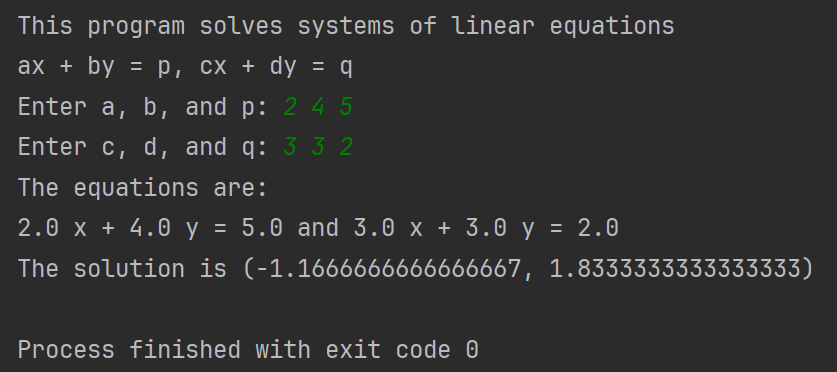 This program solves systems of linear equations
ax + by = p, cx + dy = q
Enter a, b, and p: 2 4 5
Enter c, d, and q: 3 3 2
The equations are:
2.0 x + 4.0 y = 5.0 and 3.0 x + 3.0 y = 2.0
The solution is (-1.1666666666666667, 1.8333333333333333)
Process finished with exit code 0